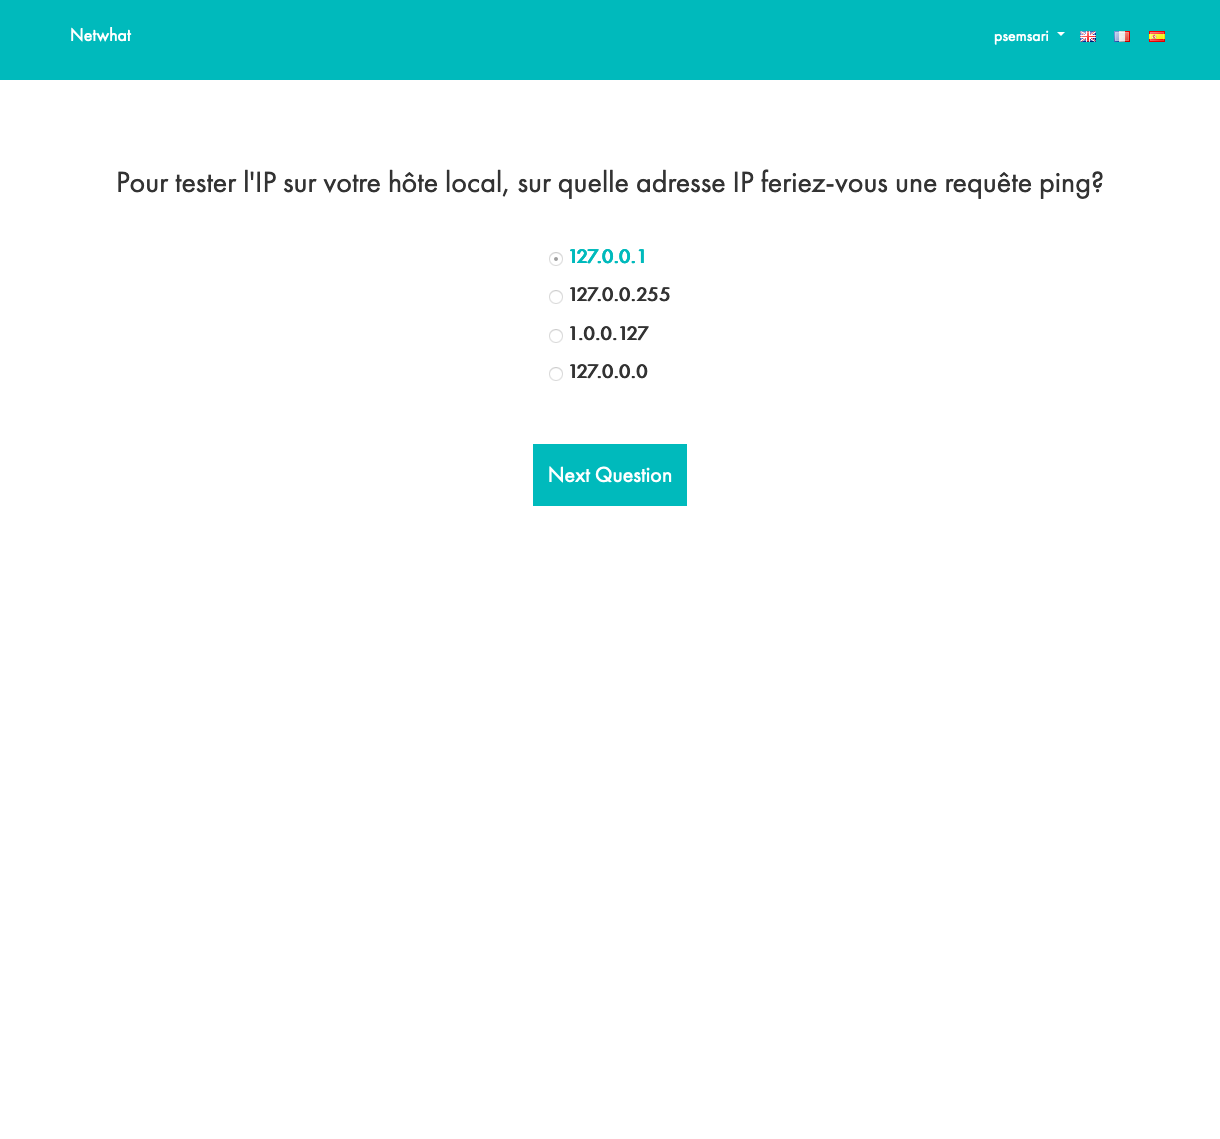 Netwhat
psemsari
Pour tester l'IP sur votre hôte local, sur quelle adresse IP feriez-vous une requête ping?
127.0.0.1
127.0.0.255
1.0.0.127
127.0.0.0
Next Question